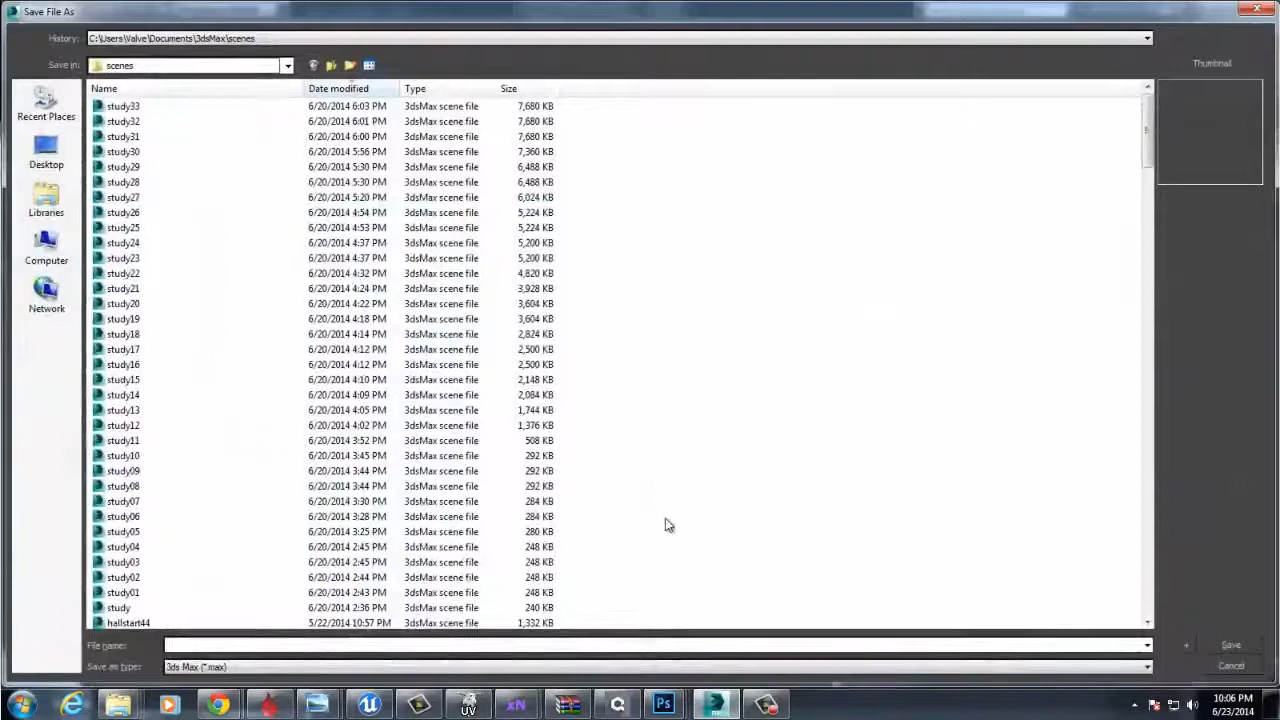 Save File As
History: C:\Users\Valve\Documents\3dsMax\scenes
Save in: scenes
Thumbnail
Name Date modified Type Size
study33 6/20/2014 6:03 PM 3dsMax scene file 7,680 KB
study32 6/20/2014 6:01 PM 3dsMax scene file 7,680 KB
study31 6/20/2014 6:00 PM 3dsMax scene file 7,680 KB
study30 6/20/2014 5:56 PM 3dsMax scene file 7,360 KB
study29 6/20/2014 5:30 PM 3dsMax scene file 6,488 KB
study28 6/20/2014 5:30 PM 3dsMax scene file 6,488 KB
study27 6/20/2014 5:20 PM 3dsMax scene file 6,024 KB
study26 6/20/2014 4:54 PM 3dsMax scene file 5,224 KB
study25 6/20/2014 4:53 PM 3dsMax scene file 5,224 KB
study24 6/20/2014 4:37 PM 3dsMax scene file 5,200 KB
study23 6/20/2014 4:37 PM 3dsMax scene file 5,200 KB
study22 6/20/2014 4:32 PM 3dsMax scene file 4,820 KB
study21 6/20/2014 4:24 PM 3dsMax scene file 3,928 KB
study20 6/20/2014 4:22 PM 3dsMax scene file 3,604 KB
study19 6/20/2014 4:18 PM 3dsMax scene file 3,604 KB
study18 6/20/2014 4:14 PM 3dsMax scene file 2,824 KB
study17 6/20/2014 4:12 PM 3dsMax scene file 2,500 KB
study16 6/20/2014 4:12 PM 3dsMax scene file 2,500 KB
study15 6/20/2014 4:10 PM 3dsMax scene file 2,148 KB
study14 6/20/2014 4:09 PM 3dsMax scene file 2,084 KB
study13 6/20/2014 4:05 PM 3dsMax scene file 1,744 KB
study12 6/20/2014 4:02 PM 3dsMax scene file 1,376 KB
study11 6/20/2014 3:52 PM 3dsMax scene file 508 KB
study10 6/20/2014 3:45 PM 3dsMax scene file 292 KB
study09 6/20/2014 3:44 PM 3dsMax scene file 292 KB
study08 6/20/2014 3:44 PM 3dsMax scene file 292 KB
study07 6/20/2014 3:30 PM 3dsMax scene file 284 KB
study06 6/20/2014 3:28 PM 3dsMax scene file 284 KB
study05 6/20/2014 3:25 PM 3dsMax scene file 280 KB
study04 6/20/2014 2:45 PM 3dsMax scene file 248 KB
study03 6/20/2014 2:45 PM 3dsMax scene file 248 KB
study02 6/20/2014 2:44 PM 3dsMax scene file 248 KB
study01 6/20/2014 2:43 PM 3dsMax scene file 248 KB
study 6/20/2014 2:36 PM 3dsMax scene file 240 KB
hallstart44 5/22/2014 10:57 PM 3dsMax scene file 1,332 KB
Recent Places
Desktop
Libraries
Computer
Network
File name: + Save
Save as type: 3ds Max (*.max) Cancel
UV xN Ps
10:06 PM
6/23/2014